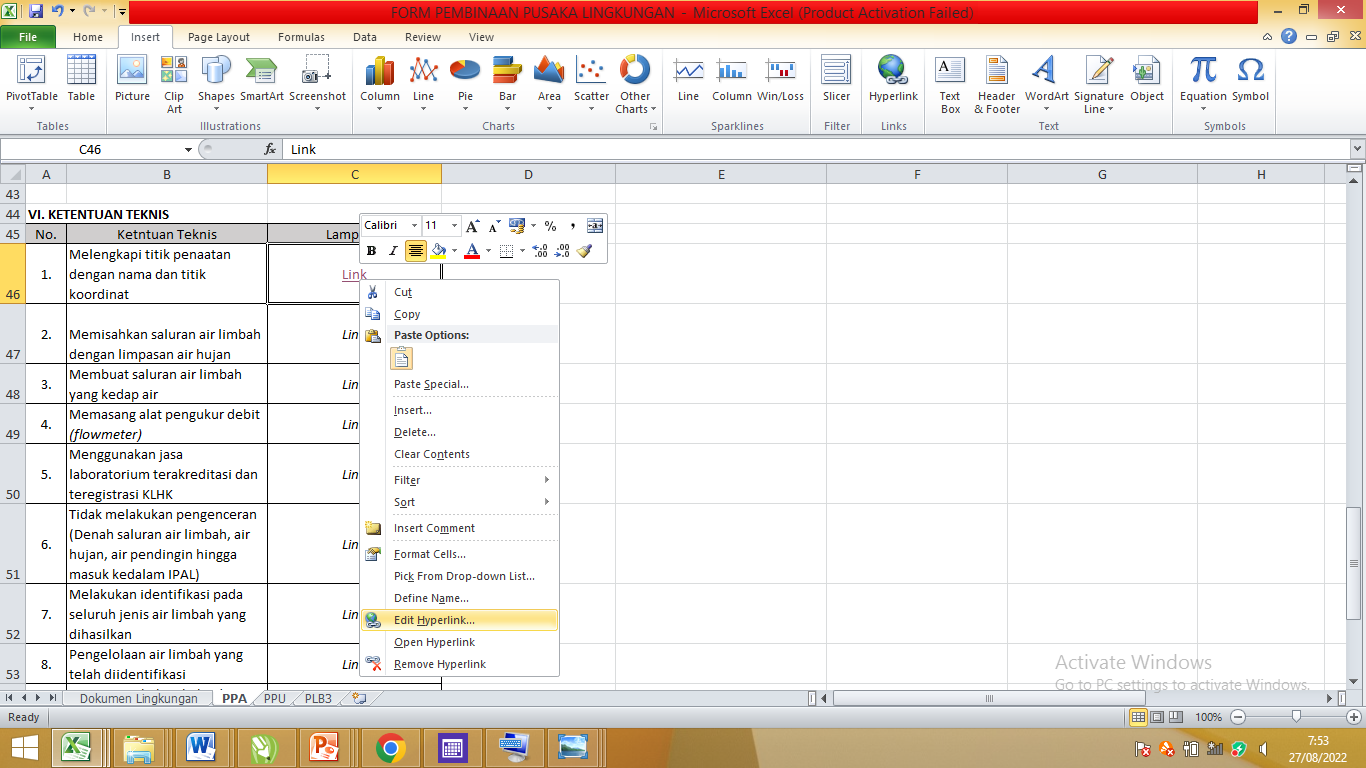 FORM PEMBINAAN PUSAKA LINGKUNGAN - Microsoft Excel (Product Activation Failed)
File Home Insert Page Layout Formulas Data Review View
PivotTable Table Picture Clip Art Shapes SmartArt Screenshot Column Line Pie Bar Area Scatter Other Charts Line Column Win/Loss Slicer Hyperlink Text Box Header & Footer WordArt Signature Line Object Equation Symbol
Tables Illustrations Charts Sparklines Filter Links Text Symbols
C46 fx Link
A B C D E F G H
43
44 VI. KETENTUAN TEKNIS
45 No. Ketntuan Teknis Lamp
Calibri 11 A A % ,
B I A
46 1. Melengkapi titik penaatan
dengan nama dan titik
koordinat
Link
47 2. Memisahkan saluran air limbah
dengan limpasan air hujan
Lin
48 3. Membuat saluran air limbah
yang kedap air
Lin
49 4. Memasang alat pengukur debit
(flowmeter)
Lin
50 5. Menggunakan jasa
laboratorium terakreditasi dan
teregistrasi KLHK
Lin
51 6. Tidak melakukan pengenceran
(Denah saluran air limbah, air
hujan, air pendingin hingga
masuk kedalam IPAL)
Lin
52 7. Melakukan identifikasi pada
seluruh jenis air limbah yang
dihasilkan
Lin
53 8. Pengelolaan air limbah yang
telah diidentifikasi
Lin
Cut
Copy
Paste Options:
Paste Special...
Insert...
Delete...
Clear Contents
Filter
Sort
Insert Comment
Format Cells...
Pick From Drop-down List...
Define Name...
Edit Hyperlink...
Open Hyperlink
Remove Hyperlink
Activate Windows
Go to PC settings to activate Windows.
Dokumen Lingkungan PPA PPU PLB3
Ready 100%
7:53
27/08/2022